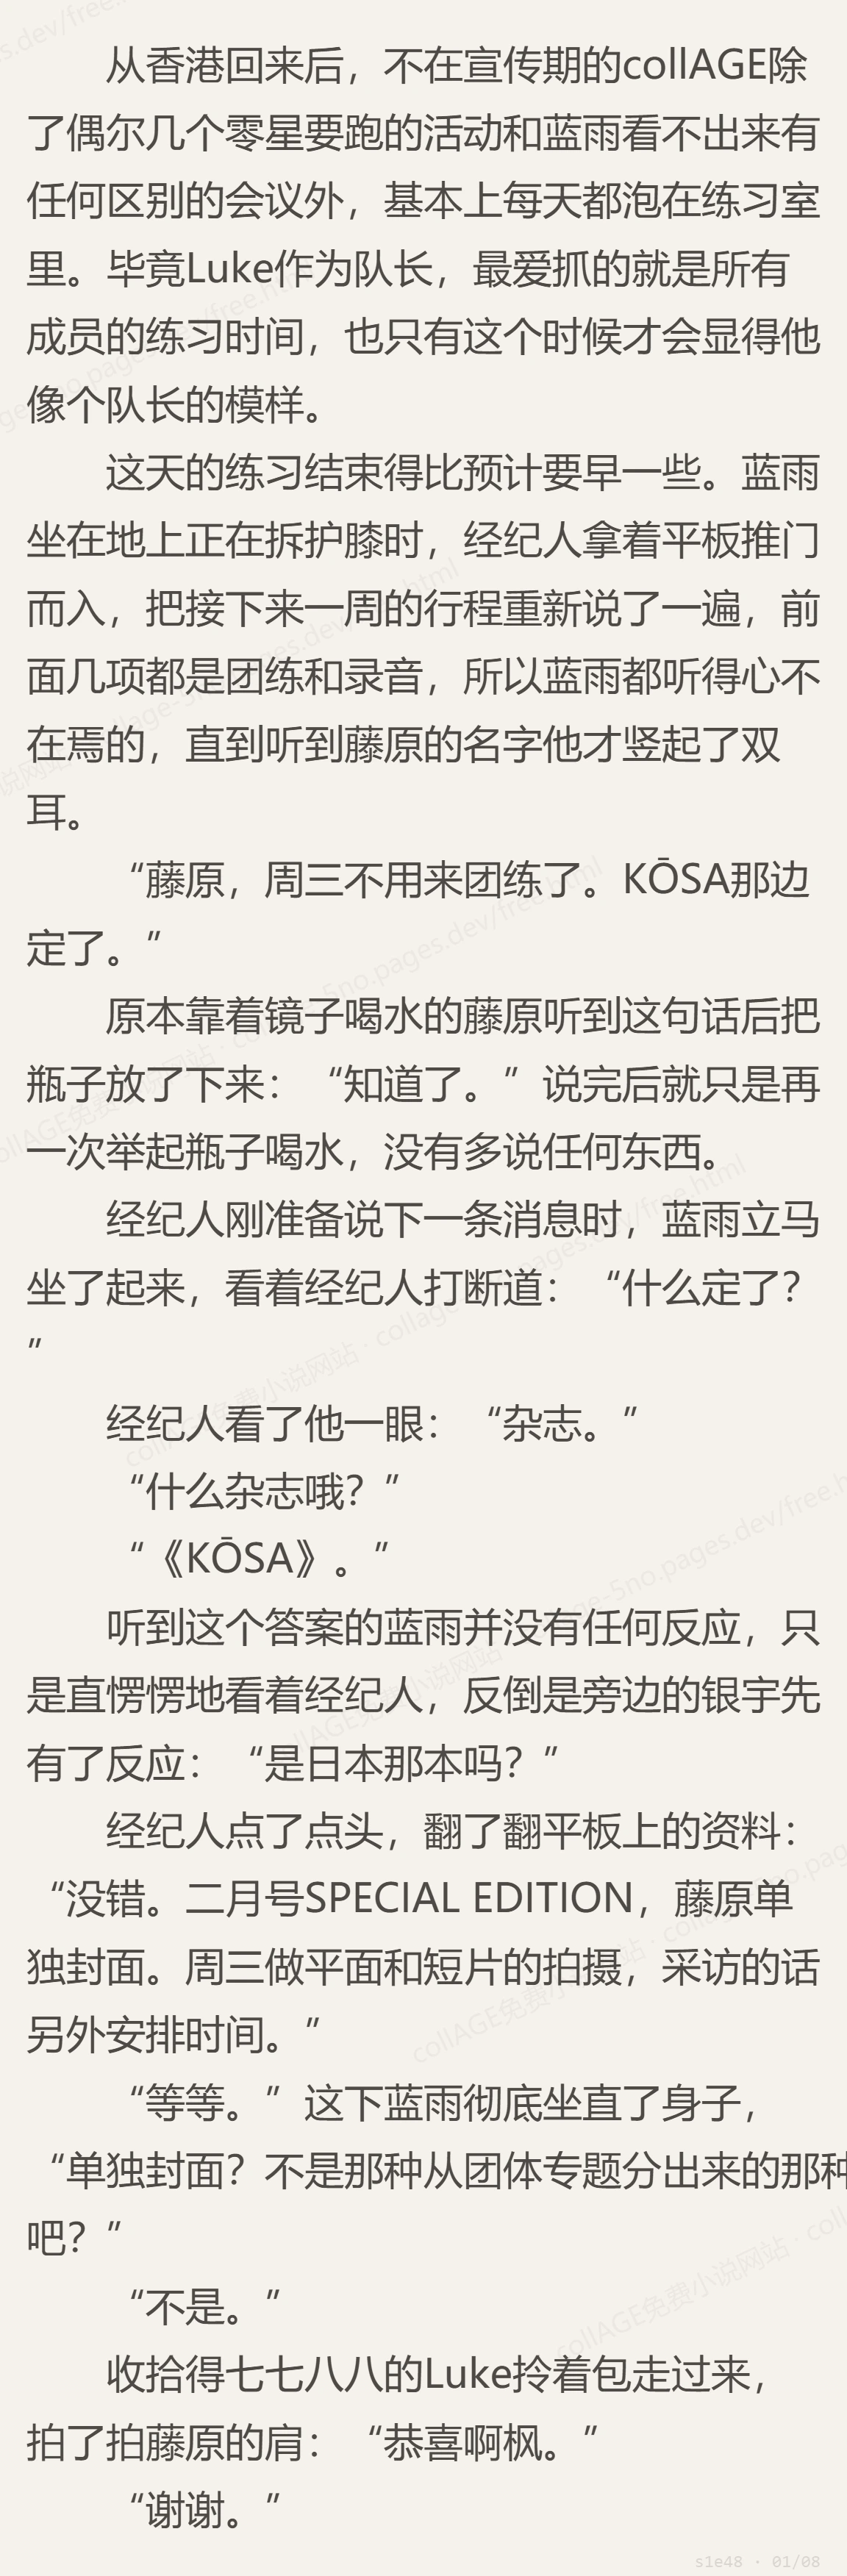 从香港回来后，不在宣传期的collAGE除
了偶尔几个零星要跑的活动和蓝雨看不出来有
任何区别的会议外，基本上每天都泡在练习室
里。毕竟Luke作为队长，最爱抓的就是所有
成员的练习时间，也只有这个时候才会显得他
像个队长的模样。
这天的练习结束得比预计要早一些。蓝雨
坐在地上正在拆护膝时，经纪人拿着平板推门
而入，把接下来一周的行程重新说了一遍，前
面几项都是团练和录音，所以蓝雨都听得心不
在焉的，直到听到藤原的名字他才竖起了双
耳。
“藤原，周三不用来团练了。KŌSA那边
定了。”
原本靠着镜子喝水的藤原听到这句话后把
瓶子放了下来：“知道了。”说完后就只是再
一次举起瓶子喝水，没有多说任何东西。
经纪人刚准备说下一条消息时，蓝雨立马
坐了起来，看着经纪人打断道：“什么定了？
”
经纪人看了他一眼：“杂志。”
“什么杂志哦？”
“《KŌSA》。”
听到这个答案的蓝雨并没有任何反应，只
是直愣愣地看着经纪人，反倒是旁边的银宇先
有了反应：“是日本那本吗？”
经纪人点了点头，翻了翻平板上的资料：
“没错。二月号SPECIAL EDITION，藤原单
独封面。周三做平面和短片的拍摄，采访的话
另外安排时间。”
“等等。”这下蓝雨彻底坐直了身子，
“单独封面？不是那种从团体专题分出来的那种
吧？”
“不是。”
收拾得七七八八的Luke拎着包走过来，
拍了拍藤原的肩：“恭喜啊枫。”
“谢谢。”
s1e48 · 01/08
collAGE免费小说网站 · collage-5no.pages.dev/free.html